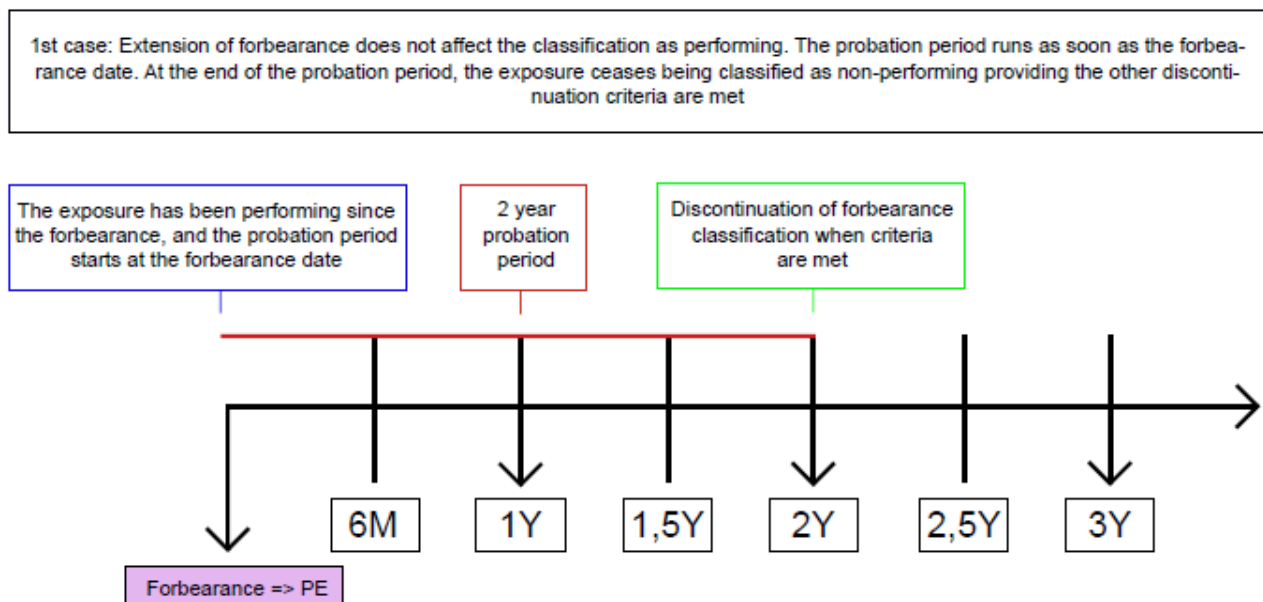 1st case: Extension of forbearance does not affect the classification as performing. The probation period runs as soon as the forbea-
rance date. At the end of the probation period, the exposure ceases being classified as non-performing providing the other disconti-
nuation criteria are met
The exposure has been performing since
the forbearance, and the probation period
starts at the forbearance date
2 year
probation
period
Discontinuation of forbearance
classification when criteria
are met
6M
1Y
1,5Y
2Y
2,5Y
3Y
Forbearance => PE